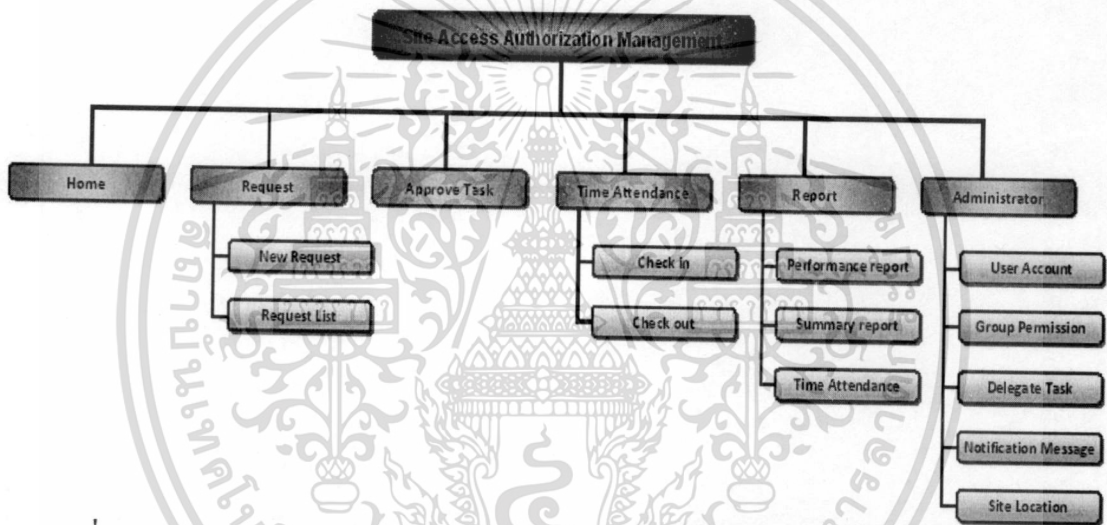 Site Access Authorization Management
Home
Request
Approve Task
Time Attendance
Report
Administrator
New Request
Request List
Check in
Check out
Performance report
Summary report
Time Attendance
User Account
Group Permission
Delegate Task
Notification Message
Site Location